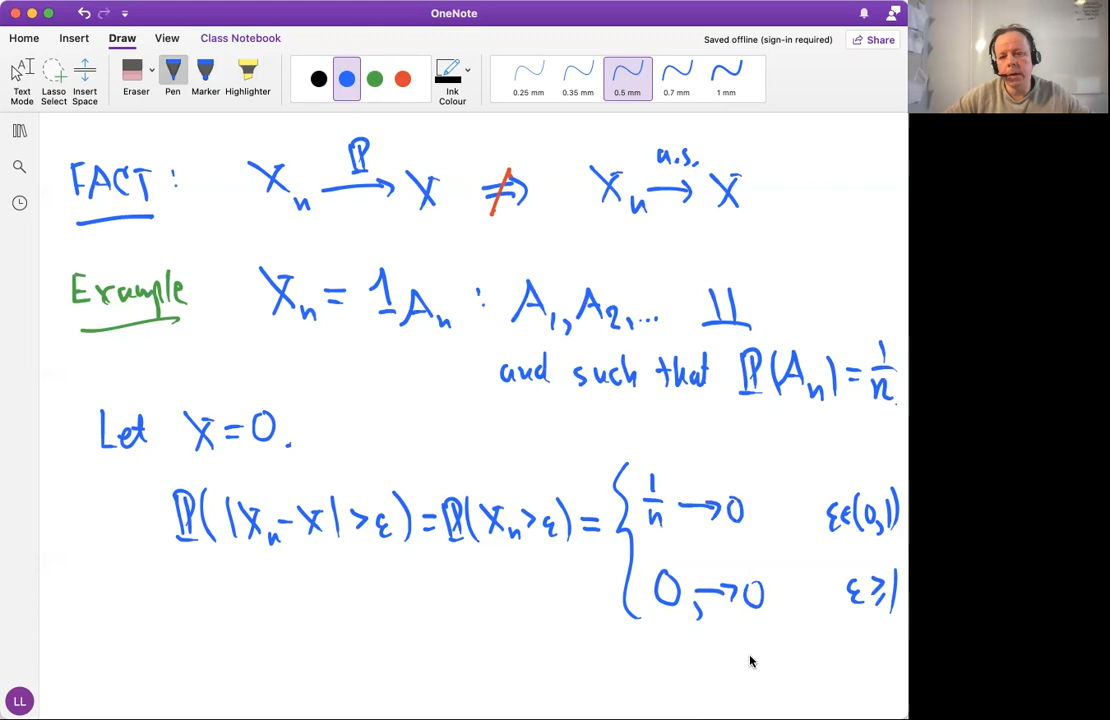 OneNote
Home Insert Draw View Class Notebook
Saved offline (sign-in required) Share
Text Mode Lasso Select Insert Space Eraser Pen Marker Highlighter Ink Colour 0.25 mm 0.35 mm 0.5 mm 0.7 mm 1 mm
FACT: Xₙ —ℙ→ X ⇏ Xₙ —a.s.→ X
Example Xₙ = 1_Aₙ : A₁, A₂, ... ⫫
and such that ℙ(Aₙ) = 1/n.
Let X = 0.
ℙ(|Xₙ - X| > ε) = ℙ(Xₙ > ε) = { 1/n → 0 ε∈(0,1)
0, → 0 ε ⩾ 1
LL